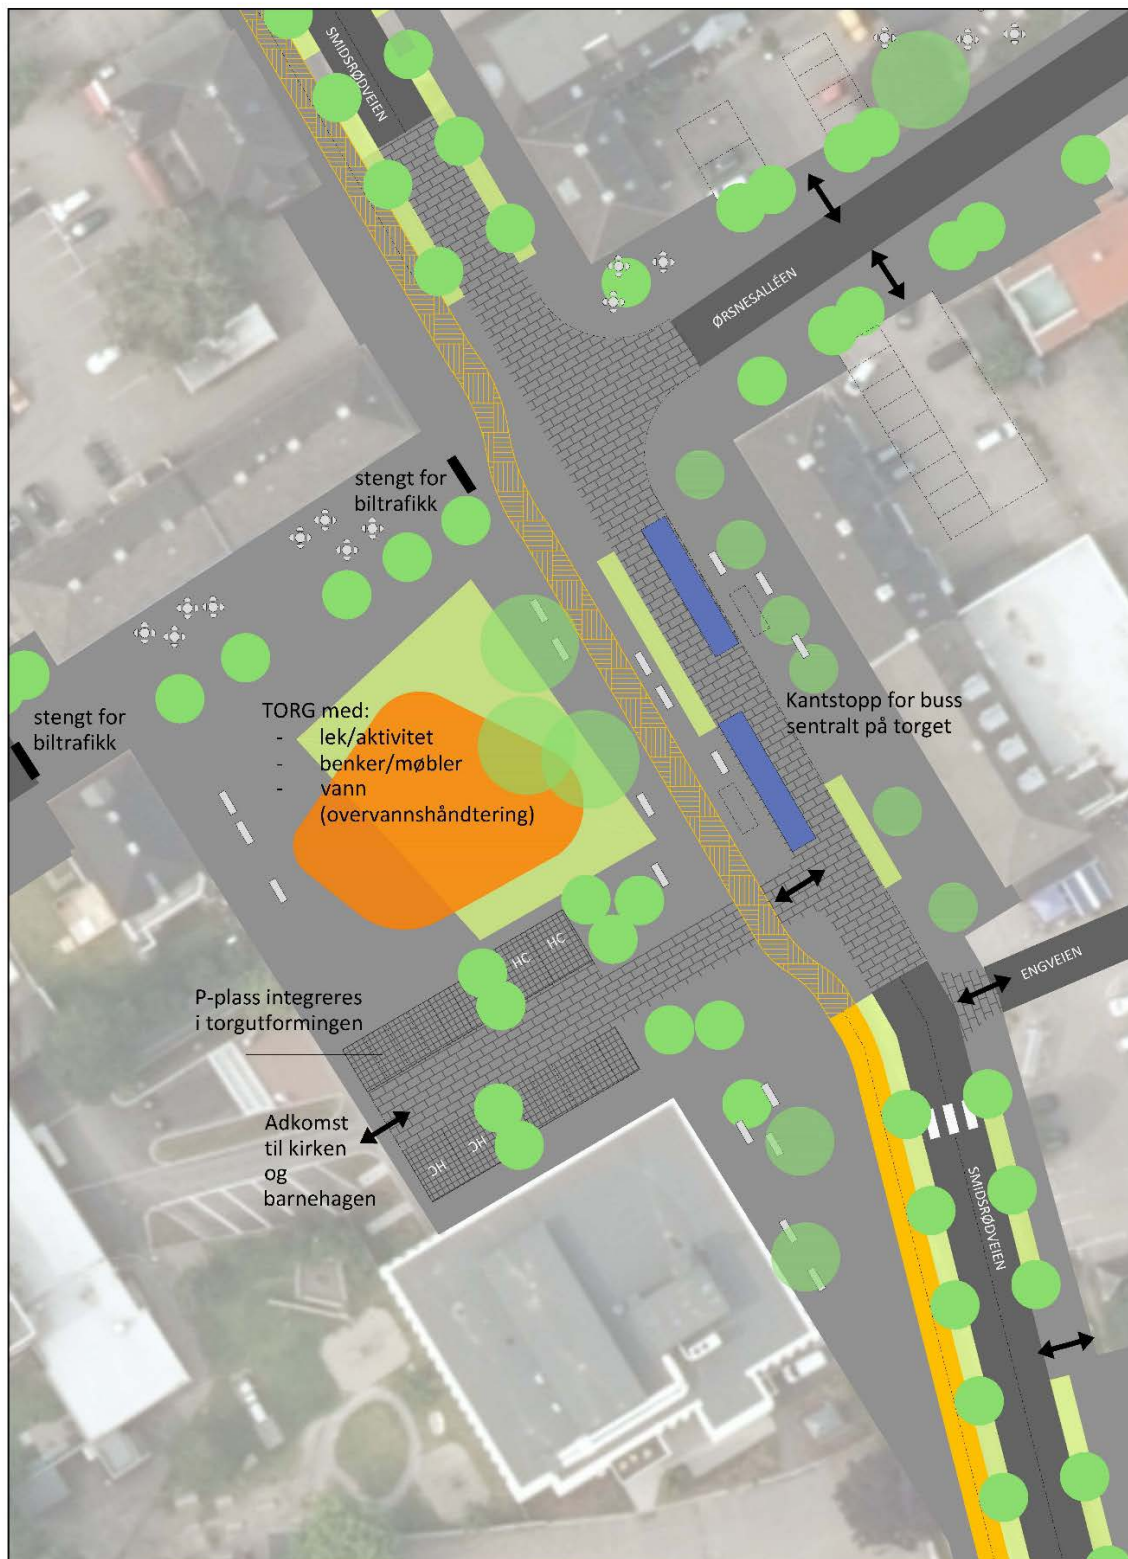 SMIDSRØDVEIEN
ØRSNESALLÉEN
stengt for
biltrafikk
stengt for
biltrafikk
TORG med:
- lek/aktivitet
- benker/møbler
- vann
(overvannshåndtering)
Kantstopp for buss
sentralt på torget
HC
HC
ENGVEIEN
P-plass integreres
i torgutformingen
Adkomst
til kirken
og
barnehagen
HC
HC
SMIDSRØDVEIEN